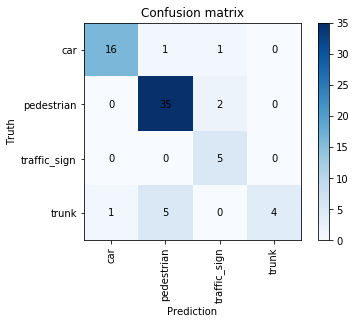 Confusion matrix
car 16 1 1 0
pedestrian 0 35 2 0
traffic_sign 0 0 5 0
trunk 1 5 0 4
Truth
car pedestrian traffic_sign trunk
Prediction
35
30
25
20
15
10
5
0